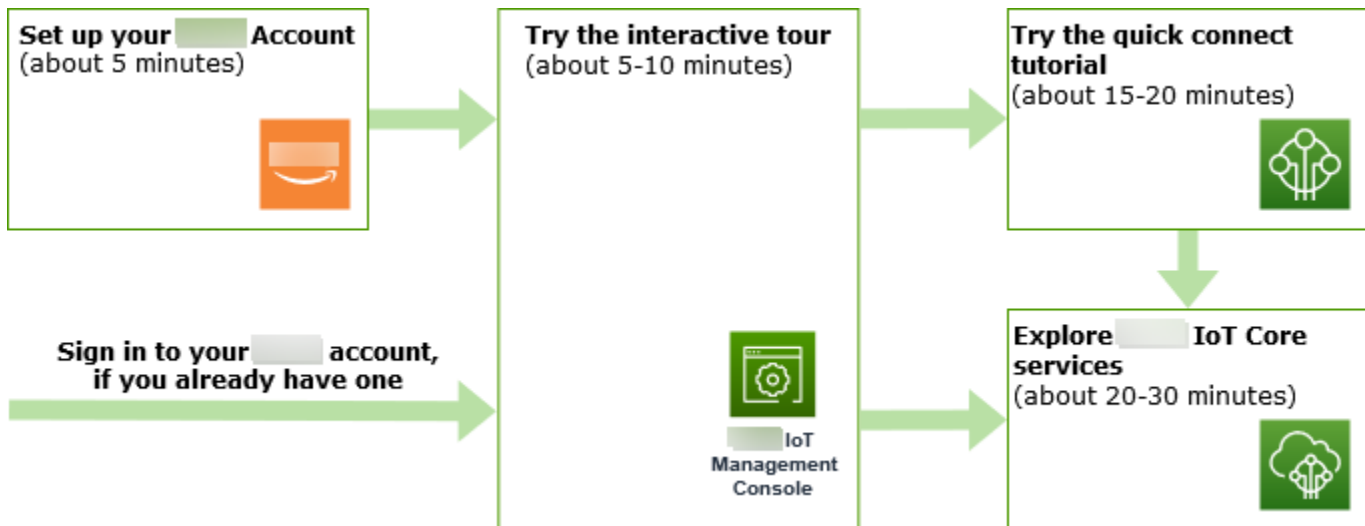 Set up your Account
(about 5 minutes)
Try the interactive tour
(about 5-10 minutes)
Try the quick connect
tutorial
(about 15-20 minutes)
Sign in to your account,
if you already have one
IoT
Management
Console
Explore IoT Core
services
(about 20-30 minutes)